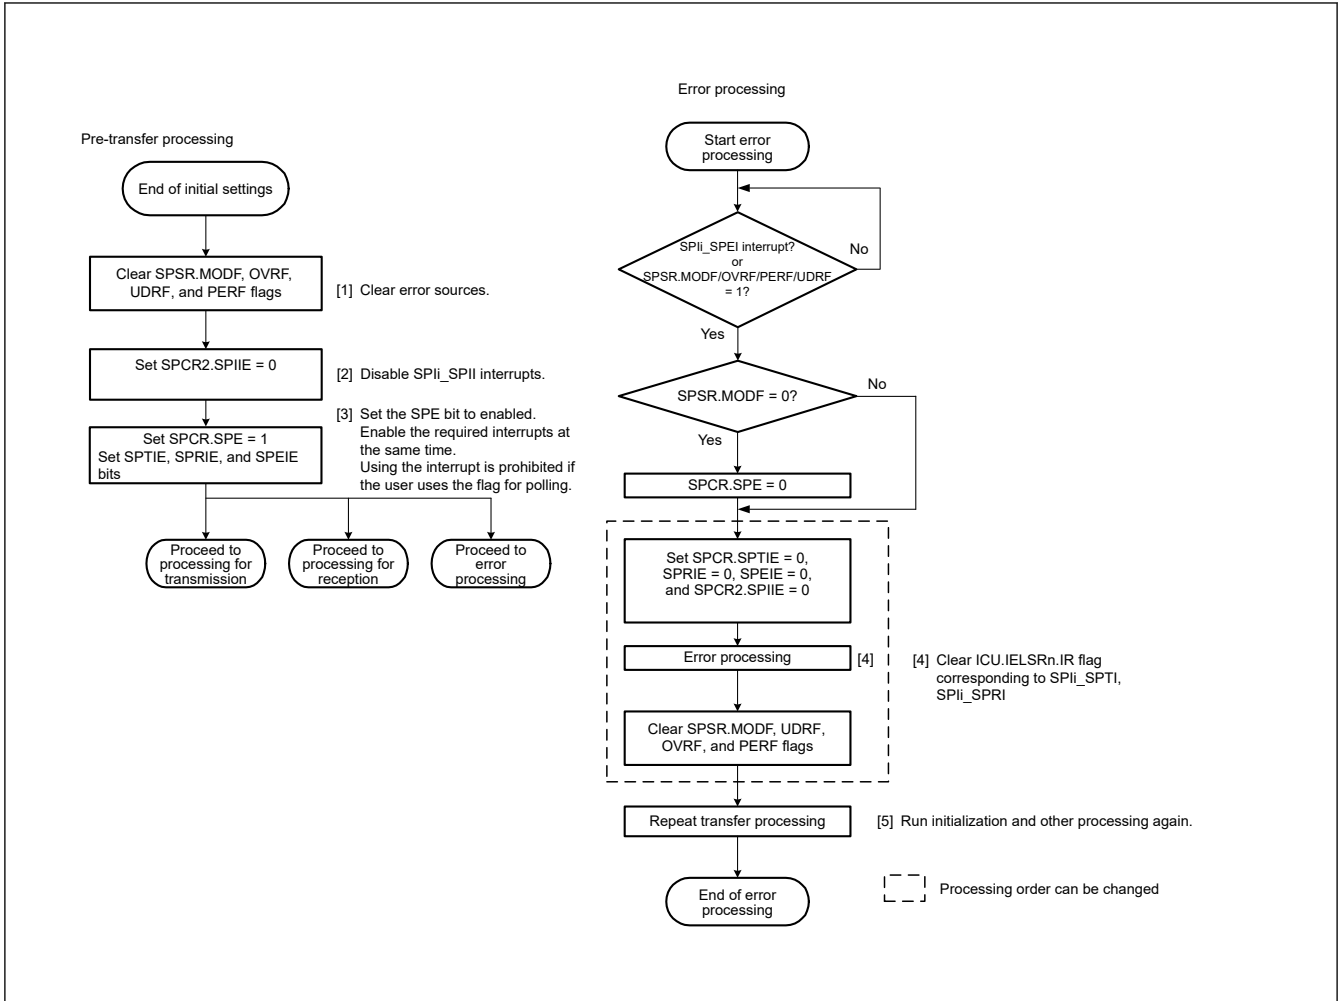 Pre-transfer processing
End of initial settings
Clear SPSR.MODF, OVRF,
UDRF, and PERF flags
[1] Clear error sources.
Set SPCR2.SPIIE = 0
[2] Disable SPIi_SPII interrupts.
Set SPCR.SPE = 1
Set SPTIE, SPRIE, and SPEIE
bits
[3] Set the SPE bit to enabled.
Enable the required interrupts at
the same time.
Using the interrupt is prohibited if
the user uses the flag for polling.
Proceed to
processing for
transmission
Proceed to
processing for
reception
Proceed to
error
processing
Error processing
Start error
processing
SPIi_SPEI interrupt?
or
SPSR.MODF/OVRF/PERF/UDRF
= 1?
No
Yes
SPSR.MODF = 0?
No
Yes
SPCR.SPE = 0
Set SPCR.SPTIE = 0,
SPRIE = 0, SPEIE = 0,
and SPCR2.SPIIE = 0
Error processing
[4]
[4] Clear ICU.IELSRn.IR flag
corresponding to SPIi_SPTI,
SPIi_SPRI
Clear SPSR.MODF, UDRF,
OVRF, and PERF flags
Repeat transfer processing
[5] Run initialization and other processing again.
End of error
processing
Processing order can be changed